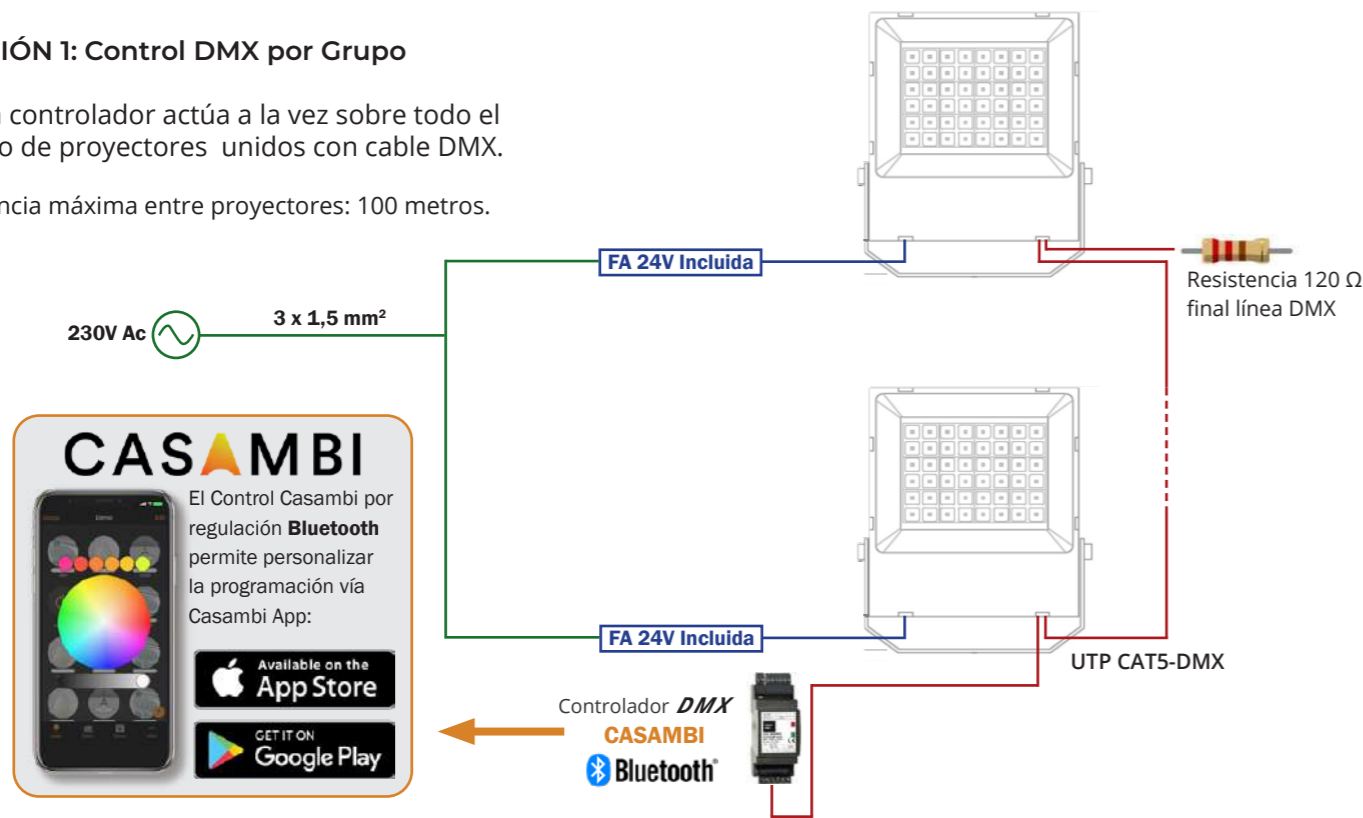 IÓN 1: Control DMX por Grupo
controlador actúa a la vez sobre todo el
o de proyectores unidos con cable DMX.
ncia máxima entre proyectores: 100 metros.
FA 24V Incluida
Resistencia 120 Ω
final línea DMX
230V Ac
3 x 1,5 mm²
CASAMBI
El Control Casambi por
regulación Bluetooth
permite personalizar
la programación vía
Casambi App:
Available on the
App Store
GET IT ON
Google Play
FA 24V Incluida
UTP CAT5-DMX
Controlador DMX
CASAMBI
Bluetooth®